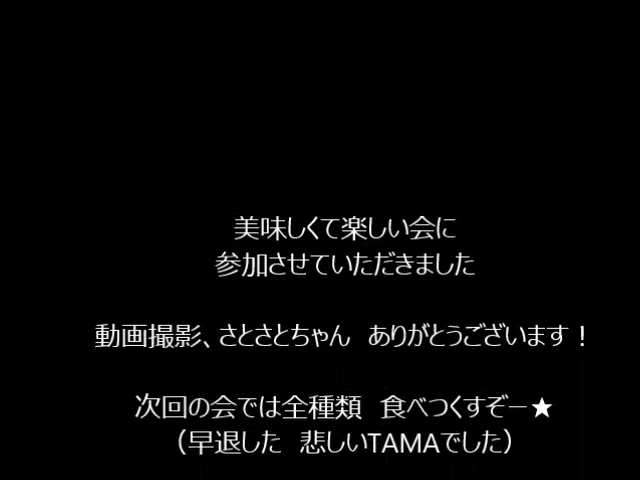 美味しくて楽しい会に
参加させていただきました
動画撮影、さとさとちゃん　ありがとうございます！
次回の会では全種類　食べつくすぞー★
（早退した　悲しいTAMAでした）